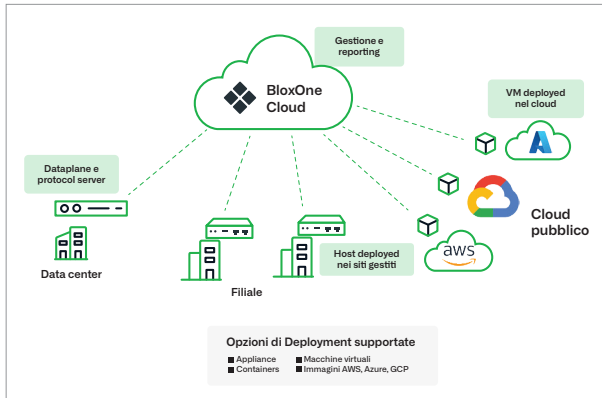 Gestione e
reporting
BloxOne
Cloud
VM deployed
nel cloud
Dataplane e
protocol server
Cloud
pubblico
aws
Host deployed
nei siti gestiti
Data center
Filiale
Opzioni di Deployment supportate
■ Appliance ■ Macchine virtuali
■ Containers ■ Immagini AWS, Azure, GCP